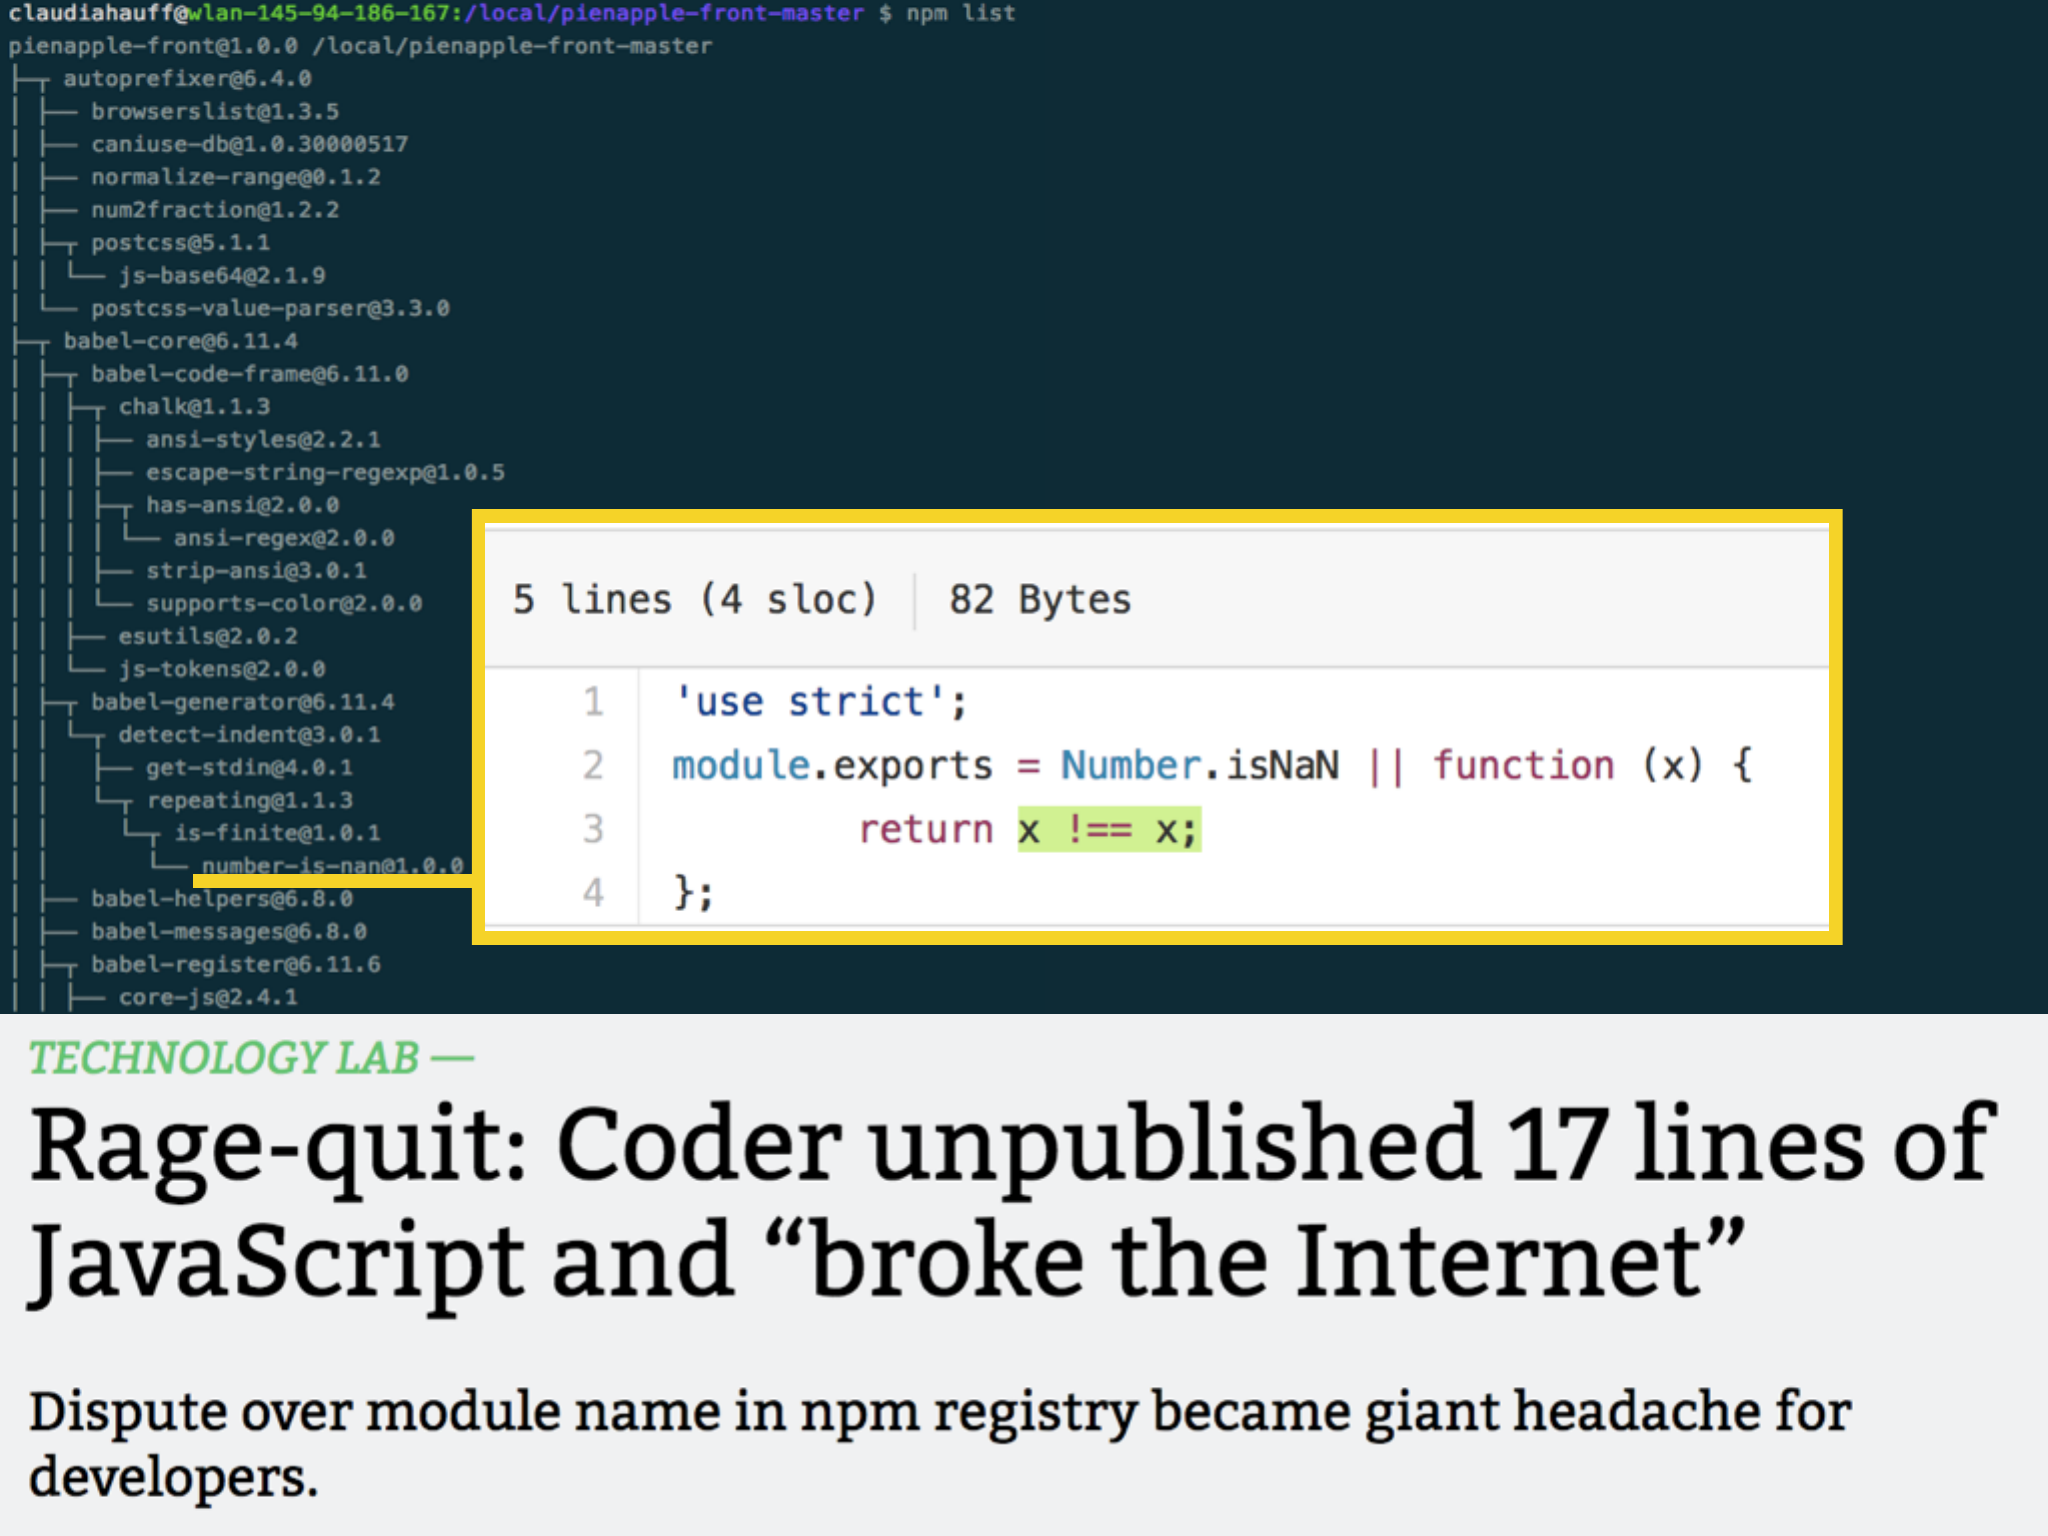 claudiahauff@wlan-145-94-186-167:/local/pienapple-front-master $ npm list
pienapple-front@1.0.0 /local/pienapple-front-master
├─┬ autoprefixer@6.4.0
│ ├── browserslist@1.3.5
│ ├── caniuse-db@1.0.30000517
│ ├── normalize-range@0.1.2
│ ├── num2fraction@1.2.2
│ ├─┬ postcss@5.1.1
│ │ └── js-base64@2.1.9
│ └── postcss-value-parser@3.3.0
├─┬ babel-core@6.11.4
│ ├─┬ babel-code-frame@6.11.0
│ │ ├─┬ chalk@1.1.3
│ │ │ ├── ansi-styles@2.2.1
│ │ │ ├── escape-string-regexp@1.0.5
│ │ │ ├─┬ has-ansi@2.0.0
│ │ │ │ └── ansi-regex@2.0.0
│ │ │ ├── strip-ansi@3.0.1
│ │ │ └── supports-color@2.0.0
│ │ ├── esutils@2.0.2
│ │ └── js-tokens@2.0.0
│ ├─┬ babel-generator@6.11.4
│ │ └─┬ detect-indent@3.0.1
│ │   ├── get-stdin@4.0.1
│ │   └─┬ repeating@1.1.3
│ │     └─┬ is-finite@1.0.1
│ │       └── number-is-nan@1.0.0
│ ├── babel-helpers@6.8.0
│ ├── babel-messages@6.8.0
│ ├─┬ babel-register@6.11.6
│ │ ├── core-js@2.4.1
5 lines (4 sloc) | 82 Bytes
1 'use strict';
2 module.exports = Number.isNaN || function (x) {
3 return x !== x;
4 };
TECHNOLOGY LAB —
Rage-quit: Coder unpublished 17 lines of
JavaScript and “broke the Internet”
Dispute over module name in npm registry became giant headache for
developers.